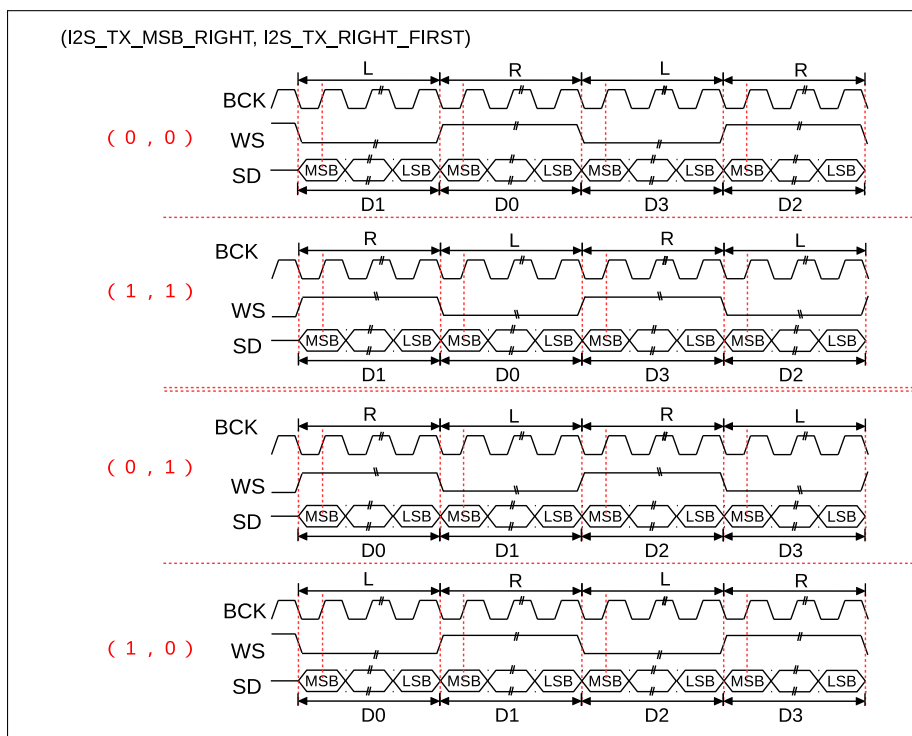 (I2S_TX_MSB_RIGHT, I2S_TX_RIGHT_FIRST)
L R L R
BCK
( 0 , 0 )
WS
SD MSB LSB MSB LSB MSB LSB MSB LSB
D1 D0 D3 D2
R L R L
BCK
( 1 , 1 )
WS
SD MSB LSB MSB LSB MSB LSB MSB LSB
D1 D0 D3 D2
R L R L
BCK
( 0 , 1 )
WS
SD MSB LSB MSB LSB MSB LSB MSB LSB
D0 D1 D2 D3
L R L R
BCK
( 1 , 0 )
WS
SD MSB LSB MSB LSB MSB LSB MSB LSB
D0 D1 D2 D3